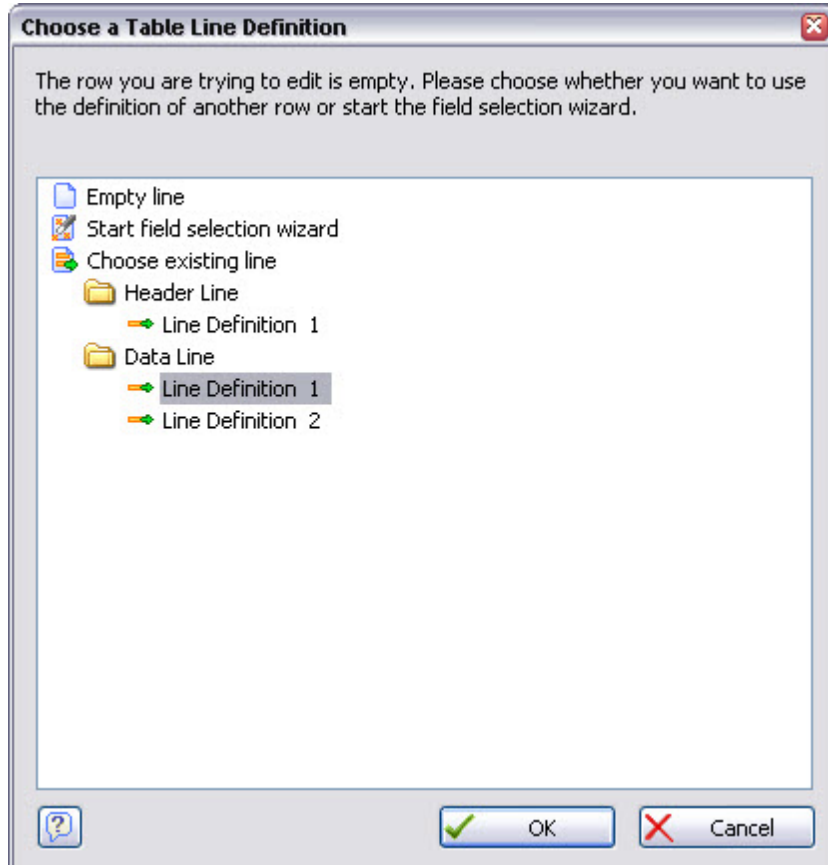 Choose a Table Line Definition
The row you are trying to edit is empty. Please choose whether you want to use
the definition of another row or start the field selection wizard.
Empty line
Start field selection wizard
Choose existing line
Header Line
Line Definition 1
Data Line
Line Definition 1
Line Definition 2
?
OK
Cancel